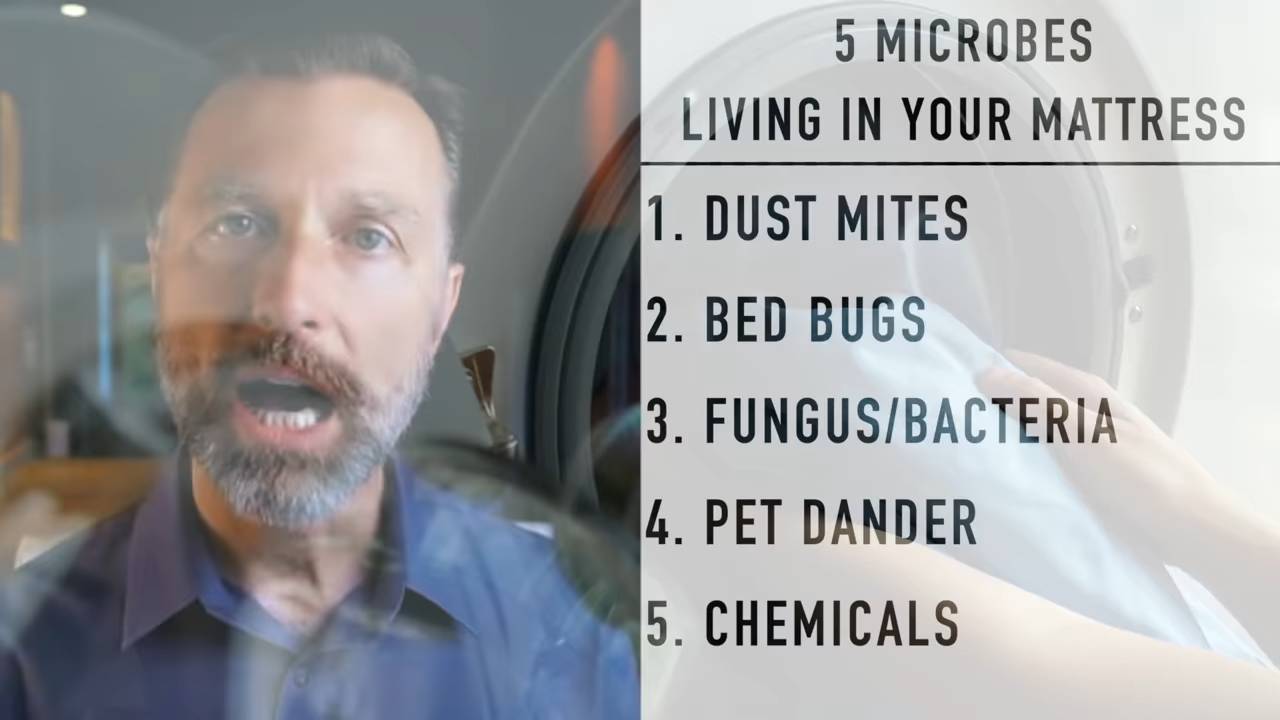 5 MICROBES
LIVING IN YOUR MATTRESS
1. DUST MITES
2. BED BUGS
3. FUNGUS/BACTERIA
4. PET DANDER
5. CHEMICALS